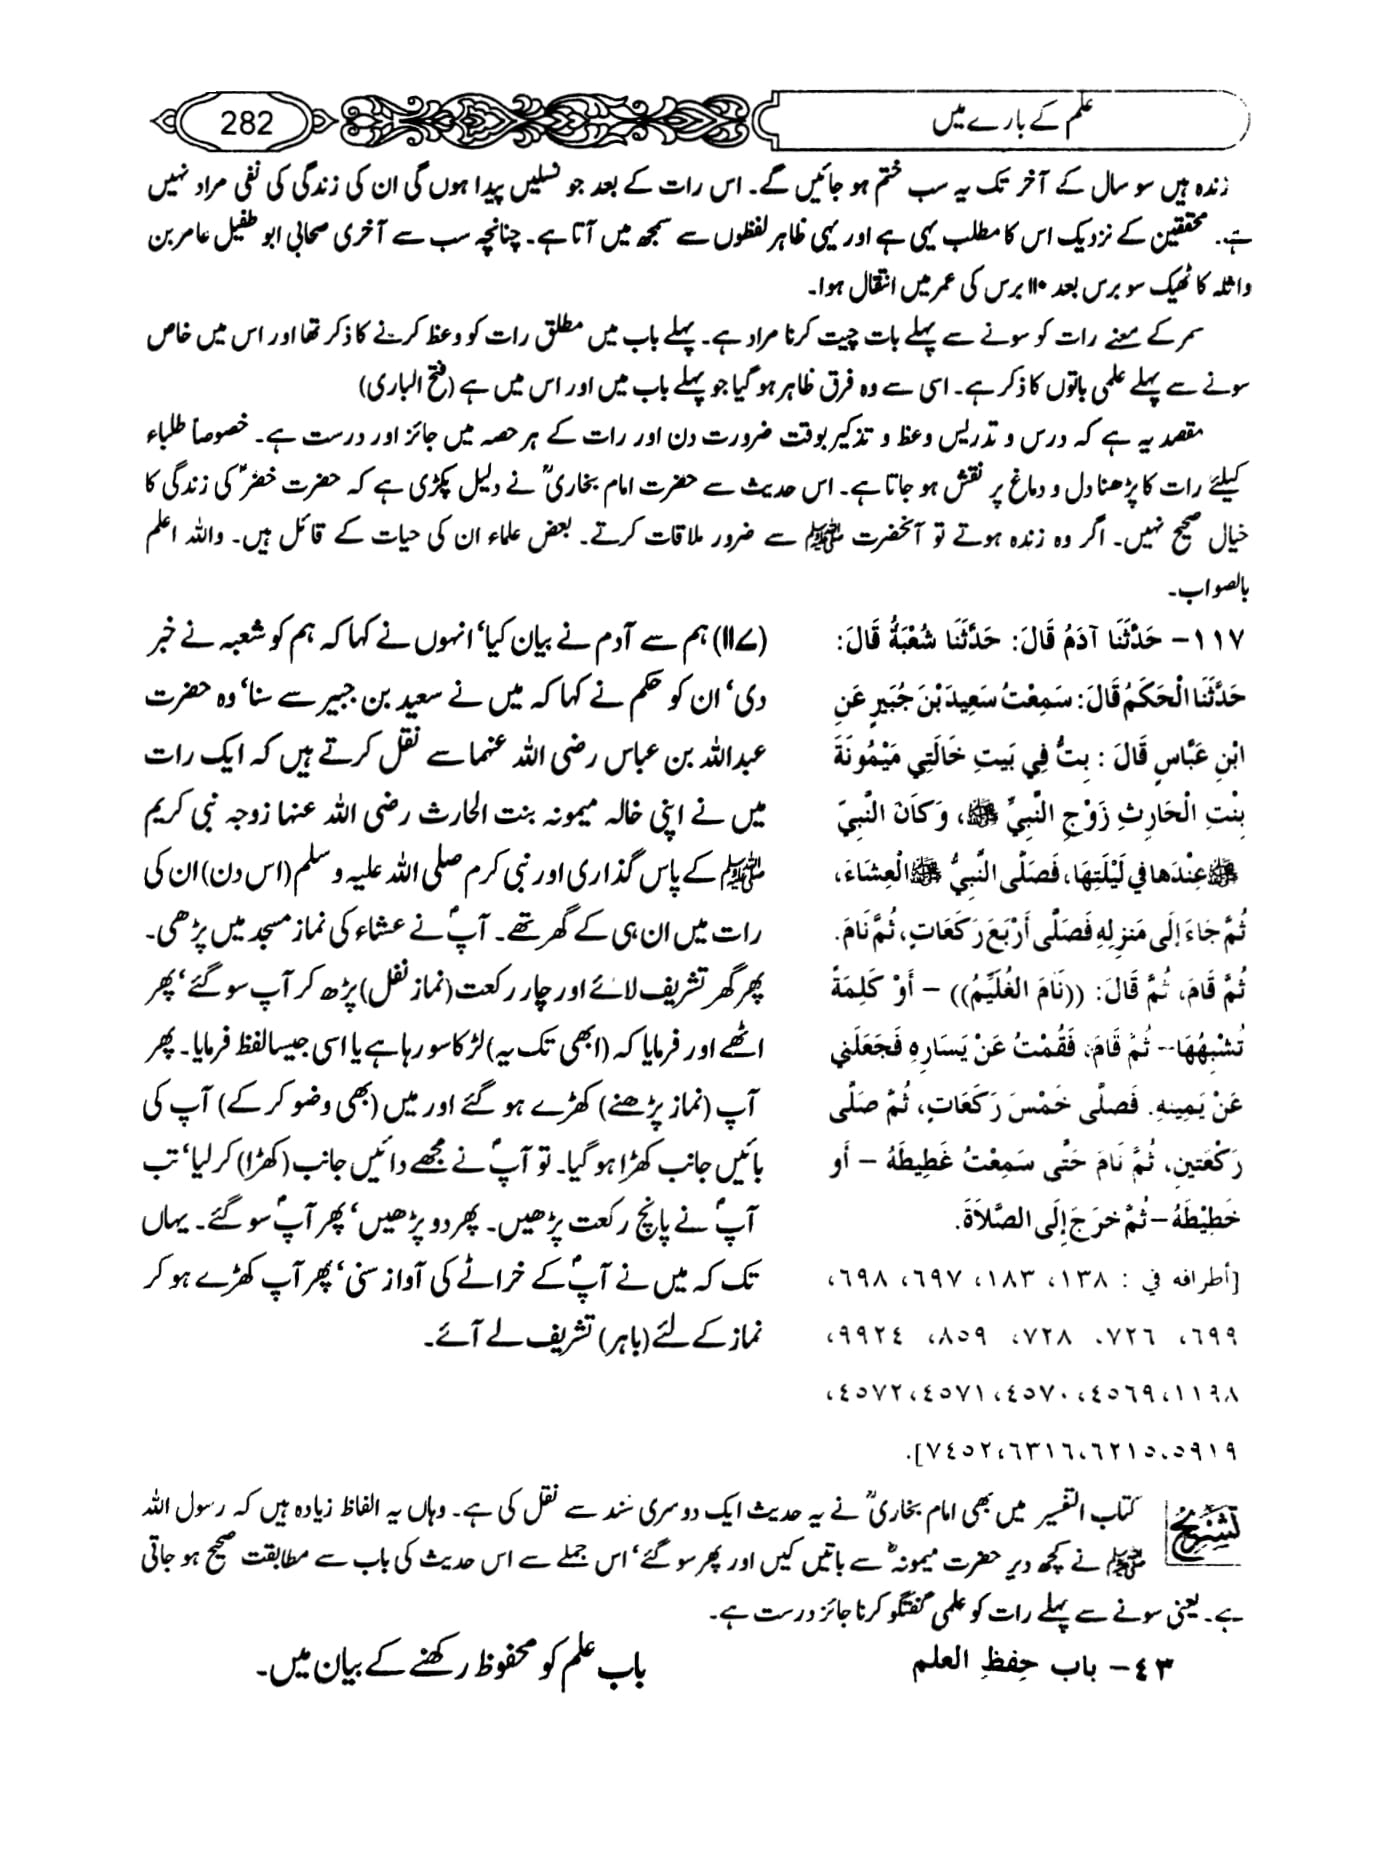 علم کے بارے میں
282
زندہ ہیں سو سال کے آخر تک یہ سب ختم ہو جائیں گے۔ اس رات کے بعد جو نسلیں پیدا ہوں گی ان کی زندگی کی نفی مراد نہیں
ہے۔ محققین کے نزدیک اس کا مطلب یہی ہے اور یہی ظاہر لفظوں سے سمجھ میں آتا ہے۔ چنانچہ سب سے آخری صحابی ابو طفیل عامر بن
واثلہ کا ٹھیک سو برس بعد ۱۱۰ برس کی عمر میں انتقال ہوا۔
سمر کے معنے رات کو سونے سے پہلے بات چیت کرنا مراد ہے۔ پہلے باب میں مطلق رات کو وعظ کرنے کا ذکر تھا اور اس میں خاص
سونے سے پہلے علمی باتوں کا ذکر ہے۔ اسی سے وہ فرق ظاہر ہو گیا جو پہلے باب میں اور اس میں ہے (فتح الباری)
مقصد یہ ہے کہ درس و تدریس وعظ و تذکیر بوقت ضرورت دن اور رات کے ہر حصہ میں جائز اور درست ہے۔ خصوصاً طلباء
کیلئے رات کا پڑھنا دل و دماغ پر نقش ہو جاتا ہے۔ اس حدیث سے حضرت امام بخاریؒ نے دلیل پکڑی ہے کہ حضرت خضرؑ کی زندگی کا
خیال صحیح نہیں۔ اگر وہ زندہ ہوتے تو آنحضرت ﷺ سے ضرور ملاقات کرتے۔ بعض علماء ان کی حیات کے قائل ہیں۔ واللہ اعلم
بالصواب۔
١١٧- حَدَّثَنَا آدَمُ قَالَ: حَدَّثَنَا شُعْبَةُ قَالَ:
حَدَّثَنَا الْحَكَمُ قَالَ: سَمِعْتُ سَعِيدَ بْنَ جُبَيرٍ عَنِ
ابْنِ عَبَّاسٍ قَالَ : بِتُّ فِي بَيتِ خَالَتِي مَيْمُونَةَ
بِنْتِ الْحَارِثِ زَوْجِ النَّبِيِّ ﷺ، وَكَانَ النَّبِيّ
ﷺ عِنْدَها في لَيْلَتِهَا، فَصَلَّى النَّبِيُّ ﷺ الْعِشَاءَ،
ثُمَّ جَاءَ إِلَى مَنزِلِهِ فَصَلَّى أَرْبَعَ رَكَعَاتٍ، ثُمَّ نَامَ.
ثُمَّ قَامَ، ثُمَّ قَالَ: ((نَامَ الغُلَيِّمُ)) – أَوْ كَلِمَةً
تُشْبِهُهَا– ثُمَّ قَامَ، فَقُمْتُ عَنْ يَسَارِهِ فَجَعَلَنِي
عَنْ يَمِينِهِ. فَصلَّى خَمْسَ رَكَعَاتٍ، ثُمَّ صَلَّى
رَكْعَتَينِ، ثُمَّ نَامَ حَتَّى سَمِعْتُ غَطِيطَهُ – أَو
خَطِيْطَهُ – ثُمَّ خرَجَ إِلَى الصَّلاَةَ.
[أطرافه في : ١٣٨، ١٨٣، ٦٩٧، ٦٩٨،
٦٩٩، ٧٢٦، ٧٢٨، ٨٥٩، ٩٩٢٤،
١١٩٨، ٤٥٦٩، ٤٥٧٠، ٤٥٧١، ٤٥٧٢،
٥٩١٩، ٦٢١٥، ٦٣١٦، ٧٤٥٢].
(۱۱۷) ہم سے آدم نے بیان کیا، انہوں نے کہا کہ ہم کو شعبہ نے خبر
دی، ان کو حکم نے کہا کہ میں نے سعید بن جبیر سے سنا، وہ حضرت
عبداللہ بن عباس رضی اللہ عنہما سے نقل کرتے ہیں کہ ایک رات
میں نے اپنی خالہ میمونہ بنت الحارث رضی اللہ عنہا زوجہ نبی کریم
ﷺ کے پاس گذاری اور نبی کرم صلی اللہ علیہ و سلم (اس دن) ان کی
رات میں ان ہی کے گھر تھے۔ آپؐ نے عشاء کی نماز مسجد میں پڑھی۔
پھر گھر تشریف لائے اور چار رکعت (نماز نفل) پڑھ کر آپ سو گئے، پھر
اٹھے اور فرمایا کہ (ابھی تک یہ) لڑکا سو رہا ہے یا اسی جیسا لفظ فرمایا۔ پھر
آپ (نماز پڑھنے) کھڑے ہو گئے اور میں (بھی وضو کر کے) آپ کی
بائیں جانب کھڑا ہو گیا۔ تو آپؐ نے مجھے دائیں جانب (کھڑا) کر لیا، تب
آپؐ نے پانچ رکعت پڑھیں۔ پھر دو پڑھیں، پھر آپؐ سو گئے۔ یہاں
تک کہ میں نے آپؐ کے خراٹے کی آواز سنی، پھر آپ کھڑے ہو کر
نماز کے لئے (باہر) تشریف لے آئے۔
تشریح کتاب التفسیر میں بھی امام بخاریؒ نے یہ حدیث ایک دوسری سند سے نقل کی ہے۔ وہاں یہ الفاظ زیادہ ہیں کہ رسول اللہ
ﷺ نے کچھ دیر حضرت میمونہؓ سے باتیں کیں اور پھر سو گئے، اس جملے سے اس حدیث کی باب سے مطابقت صحیح ہو جاتی
ہے۔ یعنی سونے سے پہلے رات کو علمی گفتگو کرنا جائز درست ہے۔
٤٣- باب حِفظِ العلم
باب علم کو محفوظ رکھنے کے بیان میں۔